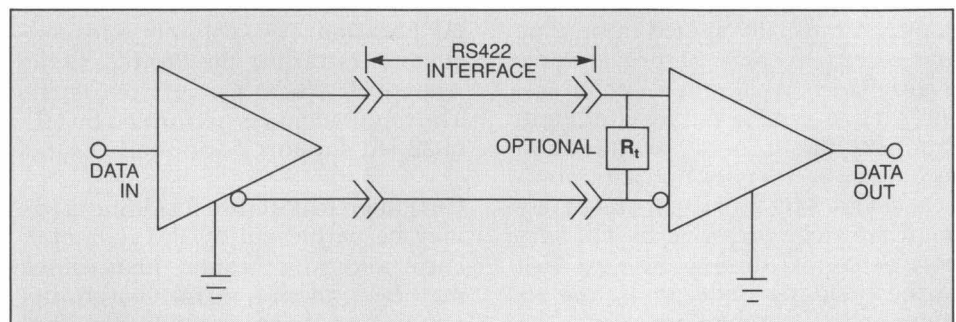 RS422
INTERFACE
OPTIONAL
Rt
DATA
IN
DATA
OUT